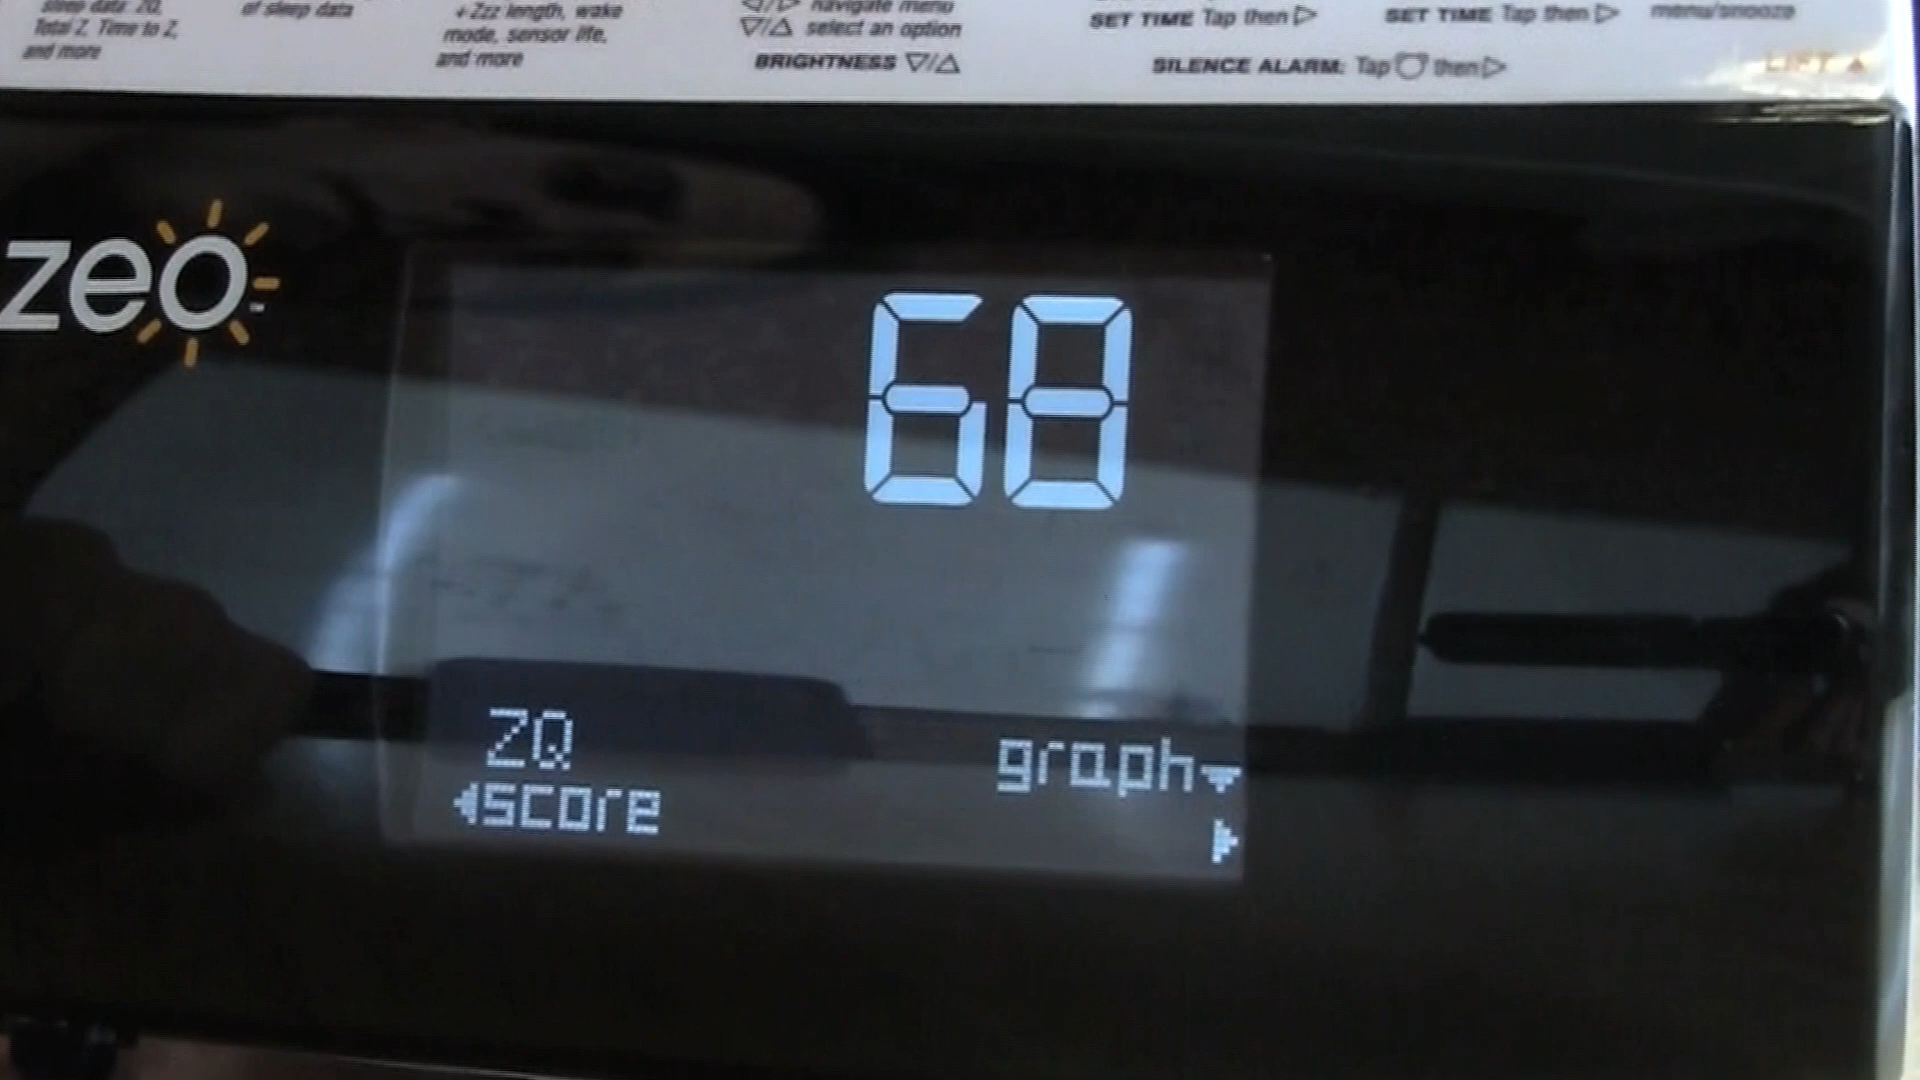 sleep data: ZQ,
Total Z, Time to Z,
and more
of sleep data
+Zzz length, wake
mode, sensor life,
and more
◁/▷ navigate menu
▽/△ select an option
BRIGHTNESS ▽/△
SET TIME Tap then ▷
SILENCE ALARM: Tap then ▷
SET TIME Tap then ▷
menu/snooze
LIFT ▲
zeo
68
ZQ
◀score
graph▼
▶